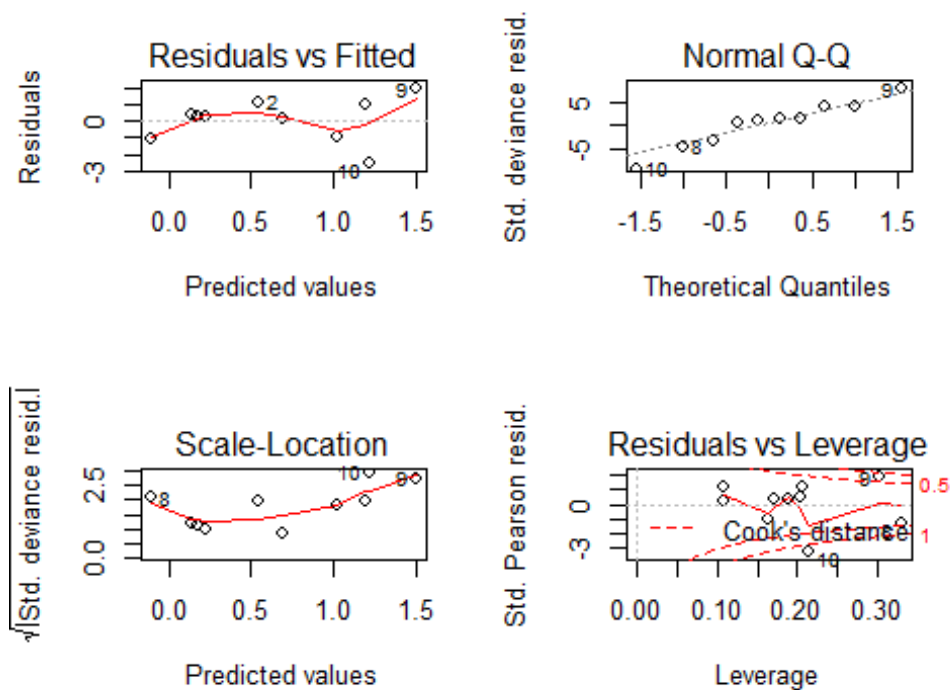 Residuals vs Fitted
Residuals
0
-3
2
9
10
0.0 0.5 1.0 1.5
Predicted values
Normal Q-Q
Std. deviance resid.
5
-5
10
8
9
-1.5 -0.5 0.5 1.5
Theoretical Quantiles
Scale-Location
√|Std. deviance resid.|
2.5
0.0
8
10
9
0.0 0.5 1.0 1.5
Predicted values
Residuals vs Leverage
Std. Pearson resid.
0
-3
9
0.5
Cook's distance
8
1
10
0.00 0.10 0.20 0.30
Leverage